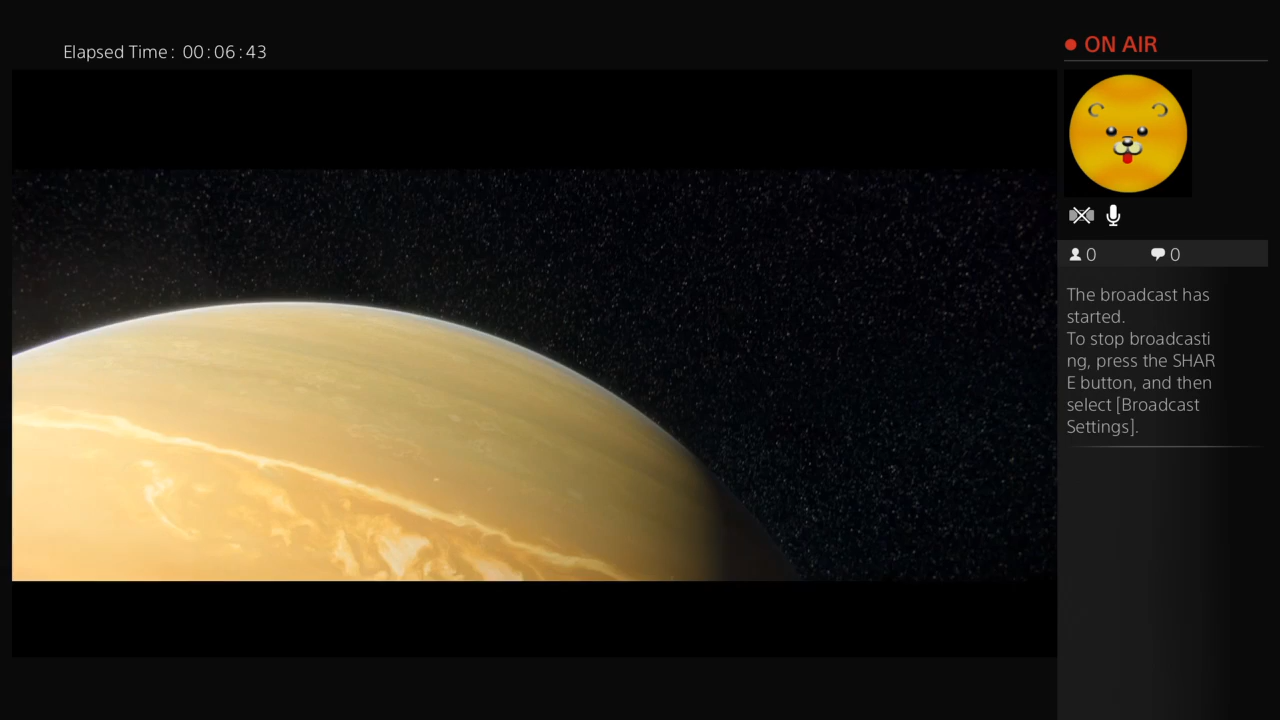 Elapsed Time: 00:06:43
ON AIR
0 0
The broadcast has
started.
To stop broadcasti
ng, press the SHAR
E button, and then
select [Broadcast
Settings].